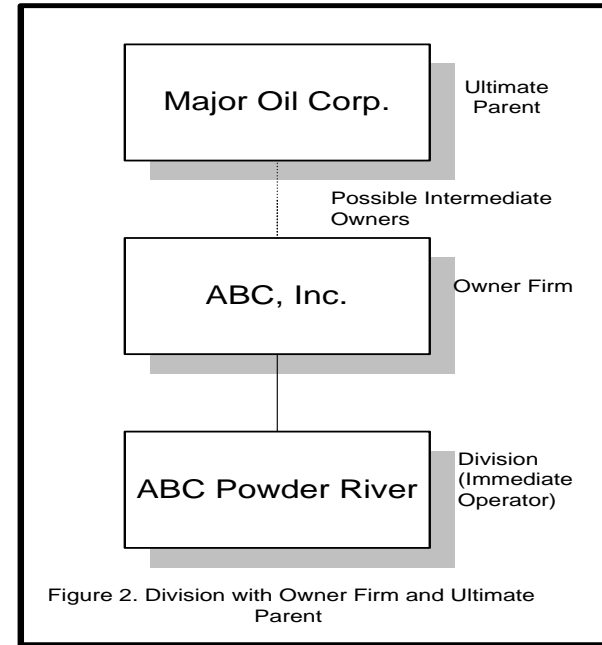 Major Oil Corp.
Ultimate
Parent
Possible Intermediate
Owners
ABC, Inc.
Owner Firm
ABC Powder River
Division
(Immediate
Operator)
Figure 2. Division with Owner Firm and Ultimate
Parent